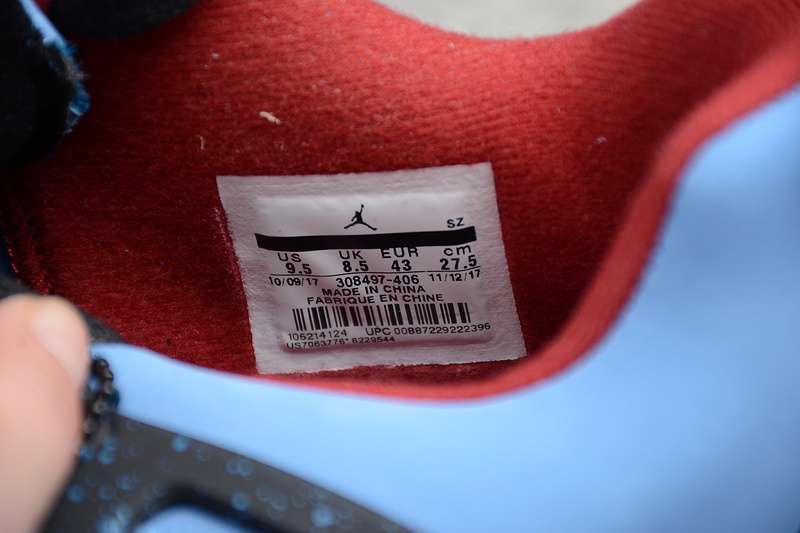 SZ
US UK EUR cm
9.5 8.5 43 27.5
10/09/17 308497-406 11/12/17
MADE IN CHINA
FABRIQUE EN CHINE
106214124 UPC 00887229222396
US7063776* 6229544